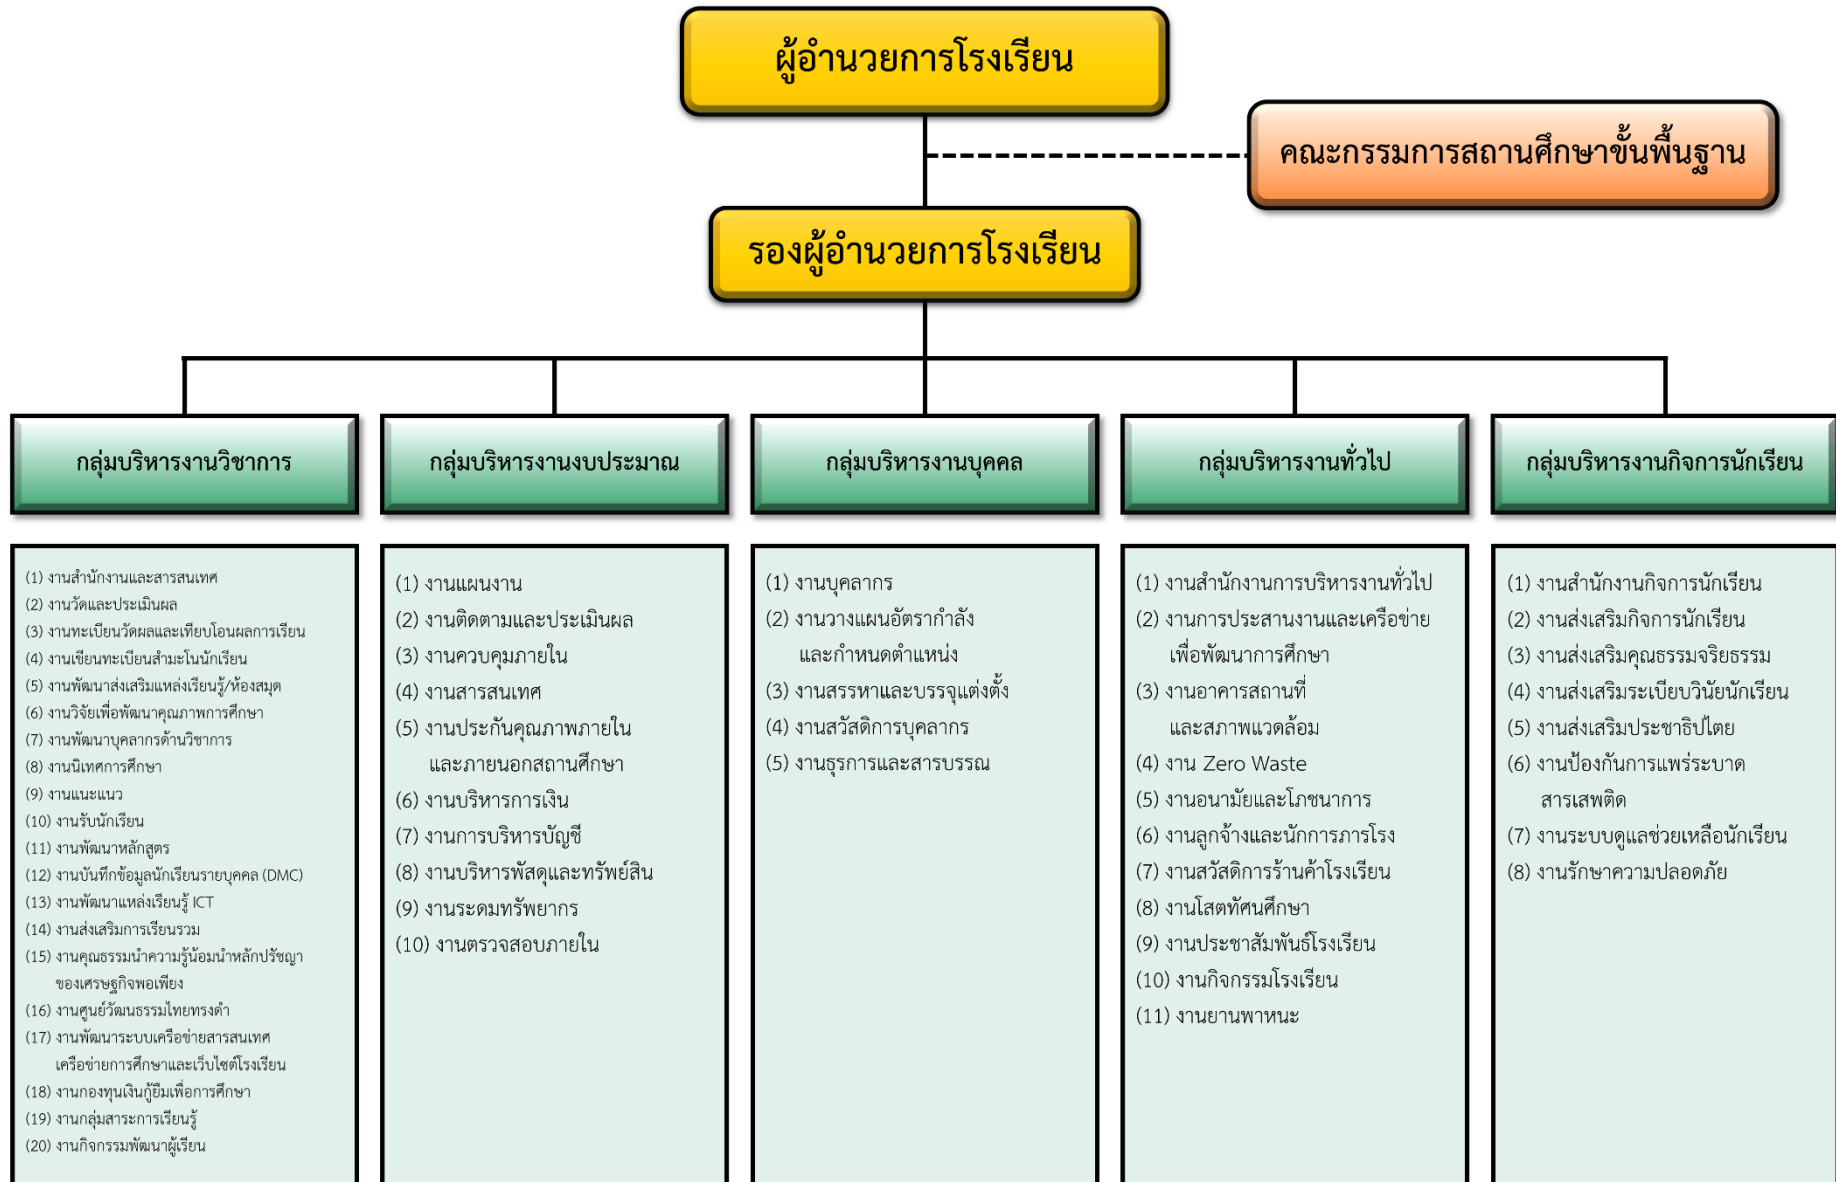 ผู้อำนวยการโรงเรียน
คณะกรรมการสถานศึกษาขั้นพื้นฐาน
รองผู้อำนวยการโรงเรียน
กลุ่มบริหารงานวิชาการ
กลุ่มบริหารงานงบประมาณ
กลุ่มบริหารงานบุคคล
กลุ่มบริหารงานทั่วไป
กลุ่มบริหารงานกิจการนักเรียน
(1) งานสำนักงานและสารสนเทศ
(2) งานวัดและประเมินผล
(3) งานทะเบียนวัดผลและเทียบโอนผลการเรียน
(4) งานเขียนทะเบียนสำมะโนนักเรียน
(5) งานพัฒนาส่งเสริมแหล่งเรียนรู้/ห้องสมุด
(6) งานวิจัยเพื่อพัฒนาคุณภาพการศึกษา
(7) งานพัฒนาบุคลากรด้านวิชาการ
(8) งานนิเทศการศึกษา
(9) งานแนะแนว
(10) งานรับนักเรียน
(11) งานพัฒนาหลักสูตร
(12) งานบันทึกข้อมูลนักเรียนรายบุคคล (DMC)
(13) งานพัฒนาแหล่งเรียนรู้ ICT
(14) งานส่งเสริมการเรียนรวม
(15) งานคุณธรรมนำความรู้น้อมนำหลักปรัชญา
ของเศรษฐกิจพอเพียง
(16) งานศูนย์วัฒนธรรมไทยทรงดำ
(17) งานพัฒนาระบบเครือข่ายสารสนเทศ
เครือข่ายการศึกษาและเว็บไซต์โรงเรียน
(18) งานกองทุนเงินกู้ยืมเพื่อการศึกษา
(19) งานกลุ่มสาระการเรียนรู้
(20) งานกิจกรรมพัฒนาผู้เรียน
(1) งานแผนงาน
(2) งานติดตามและประเมินผล
(3) งานควบคุมภายใน
(4) งานสารสนเทศ
(5) งานประกันคุณภาพภายใน
และภายนอกสถานศึกษา
(6) งานบริหารการเงิน
(7) งานการบริหารบัญชี
(8) งานบริหารพัสดุและทรัพย์สิน
(9) งานระดมทรัพยากร
(10) งานตรวจสอบภายใน
(1) งานบุคลากร
(2) งานวางแผนอัตรากำลัง
และกำหนดตำแหน่ง
(3) งานสรรหาและบรรจุแต่งตั้ง
(4) งานสวัสดิการบุคลากร
(5) งานธุรการและสารบรรณ
(1) งานสำนักงานการบริหารงานทั่วไป
(2) งานการประสานงานและเครือข่าย
เพื่อพัฒนาการศึกษา
(3) งานอาคารสถานที่
และสภาพแวดล้อม
(4) งาน Zero Waste
(5) งานอนามัยและโภชนาการ
(6) งานลูกจ้างและนักการภารโรง
(7) งานสวัสดิการร้านค้าโรงเรียน
(8) งานโสตทัศนศึกษา
(9) งานประชาสัมพันธ์โรงเรียน
(10) งานกิจกรรมโรงเรียน
(11) งานยานพาหนะ
(1) งานสำนักงานกิจการนักเรียน
(2) งานส่งเสริมกิจการนักเรียน
(3) งานส่งเสริมคุณธรรมจริยธรรม
(4) งานส่งเสริมระเบียบวินัยนักเรียน
(5) งานส่งเสริมประชาธิปไตย
(6) งานป้องกันการแพร่ระบาด
สารเสพติด
(7) งานระบบดูแลช่วยเหลือนักเรียน
(8) งานรักษาความปลอดภัย